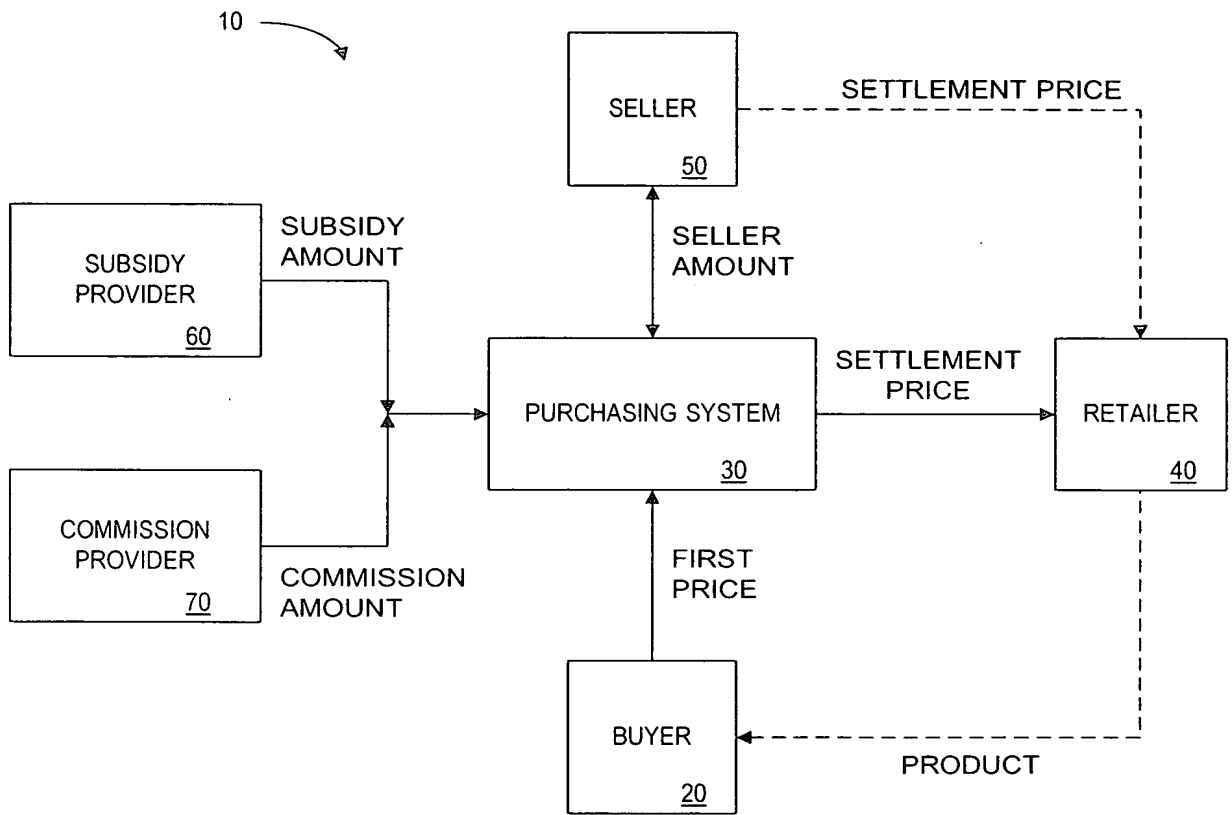 10
SELLER
50
SETTLEMENT PRICE
SUBSIDY
AMOUNT
SUBSIDY
PROVIDER
60
SELLER
AMOUNT
PURCHASING SYSTEM
30
SETTLEMENT
PRICE
RETAILER
40
COMMISSION
PROVIDER
70
COMMISSION
AMOUNT
FIRST
PRICE
BUYER
20
PRODUCT